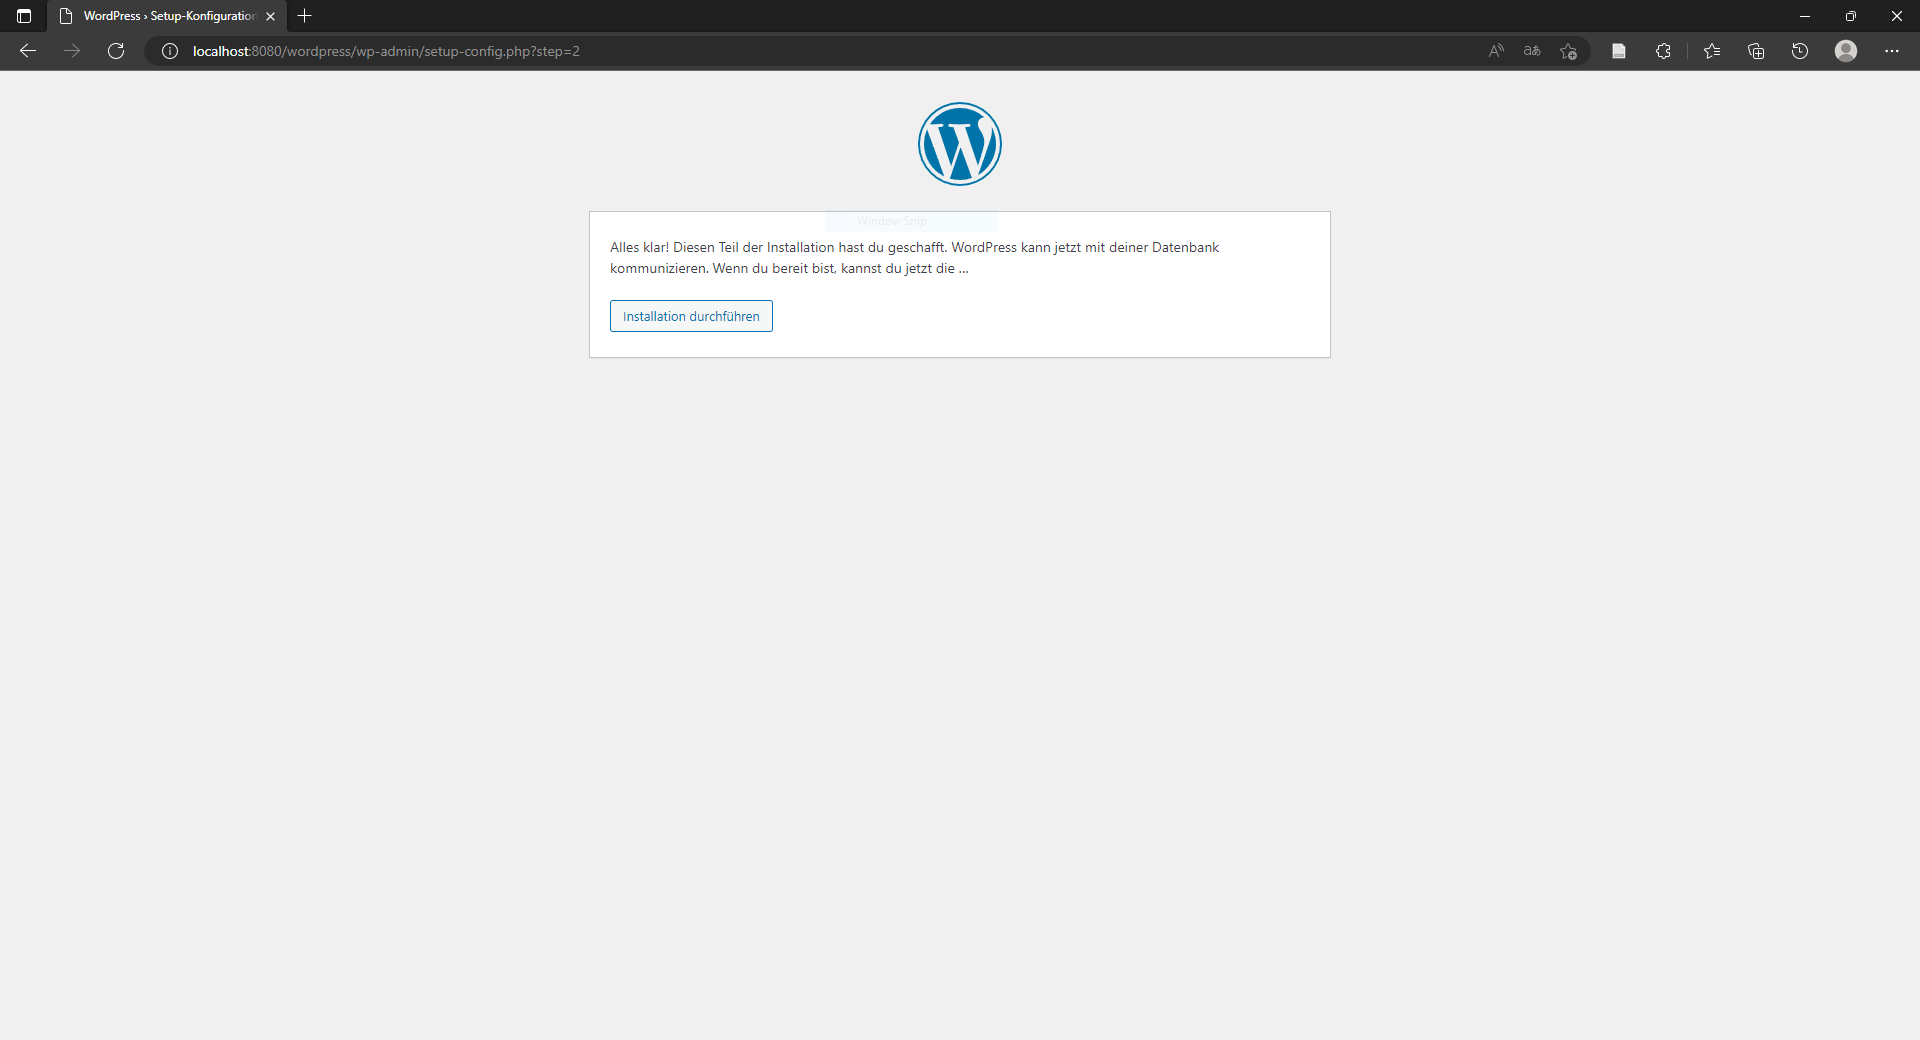 WordPress › Setup-Konfiguration
localhost:8080/wordpress/wp-admin/setup-config.php?step=2
Window Snip
Alles klar! Diesen Teil der Installation hast du geschafft. WordPress kann jetzt mit deiner Datenbank
kommunizieren. Wenn du bereit bist, kannst du jetzt die ...
Installation durchführen